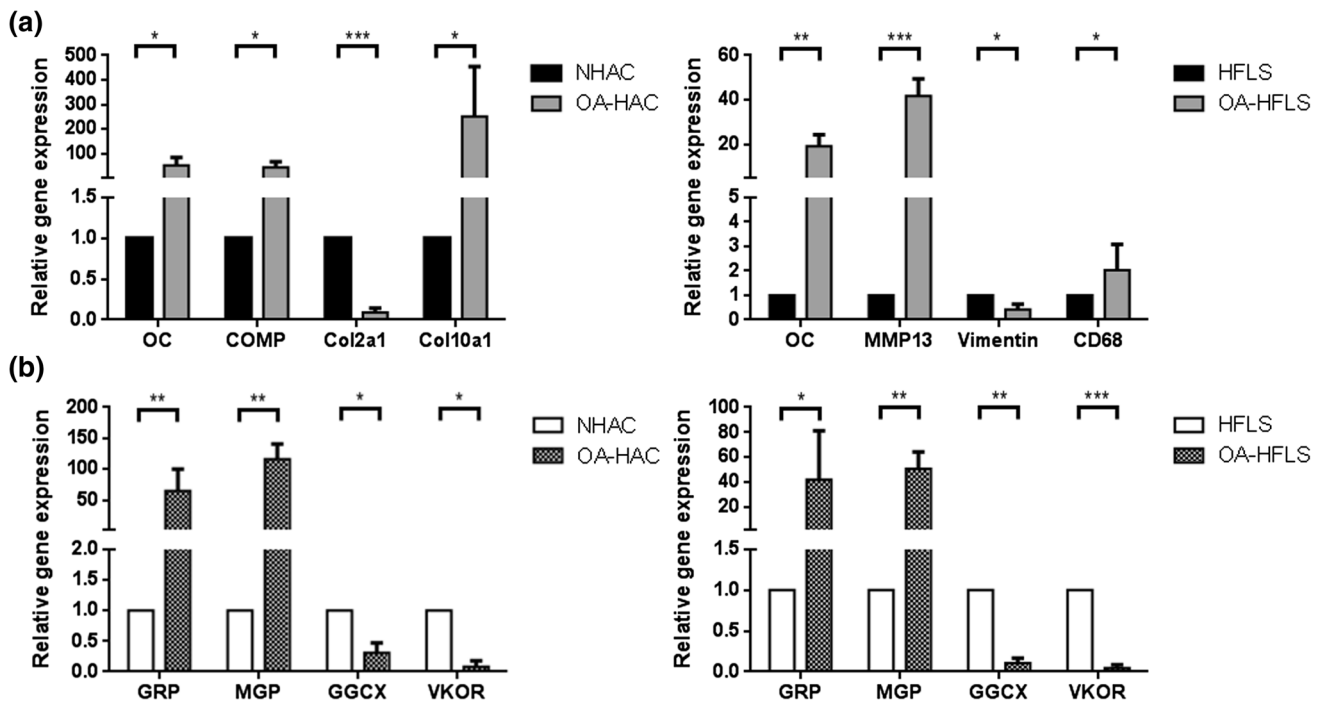 (a)
Relative gene expression
500
400
300
200
100
1.5
1.0
0.5
0.0
* * *** *
OC COMP Col2a1 Col10a1
NHAC
OA-HAC
Relative gene expression
60
40
20
5
4
3
2
1
0
** *** * *
OC MMP13 Vimentin CD68
HFLS
OA-HFLS
(b)
Relative gene expression
200
150
100
50
2.0
1.5
1.0
0.5
0.0
** ** * *
GRP MGP GGCX VKOR
NHAC
OA-HAC
Relative gene expression
100
80
60
40
20
1.5
1.0
0.5
0.0
* ** ** ***
GRP MGP GGCX VKOR
HFLS
OA-HFLS